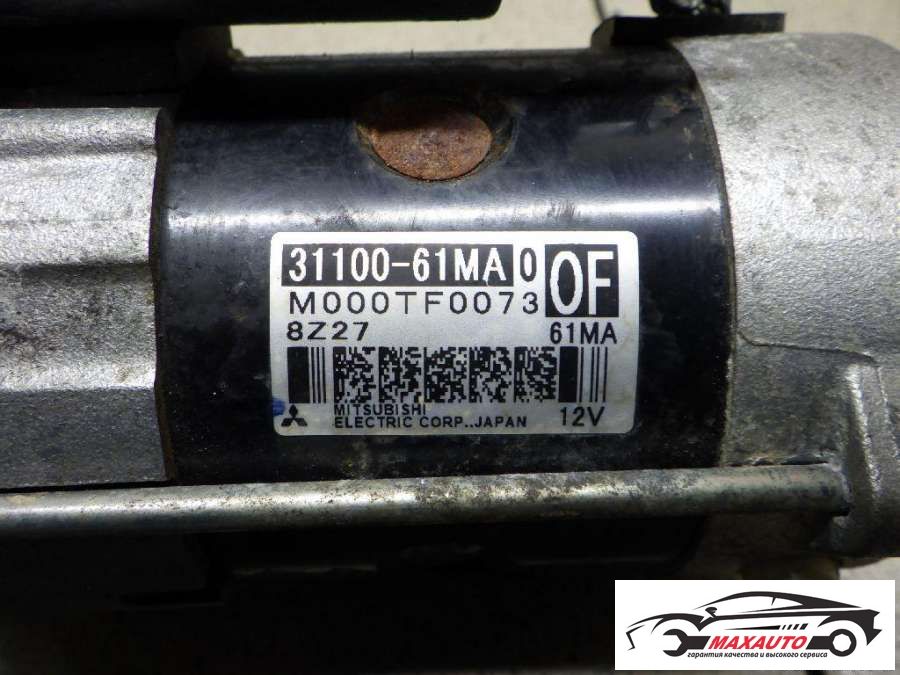 31100-61MA 0
OF
M000TF0073
8Z27 61MA
MITSUBISHI
ELECTRIC CORP.,JAPAN 12V
MAXAUTO
гарантия качества и высокого сервиса